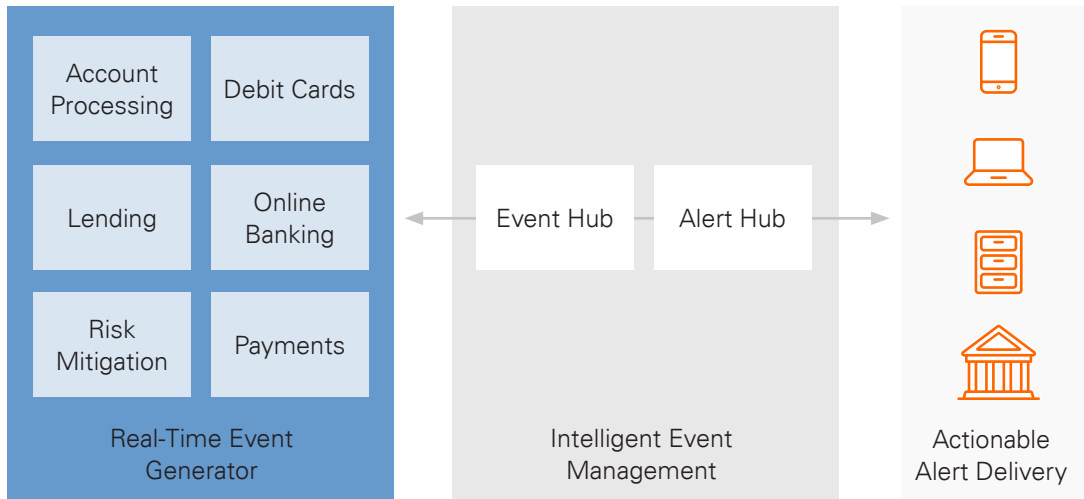 Account
Processing
Debit Cards
Lending
Online
Banking
Risk
Mitigation
Payments
Real-Time Event
Generator
Event Hub
Alert Hub
Intelligent Event
Management
Actionable
Alert Delivery